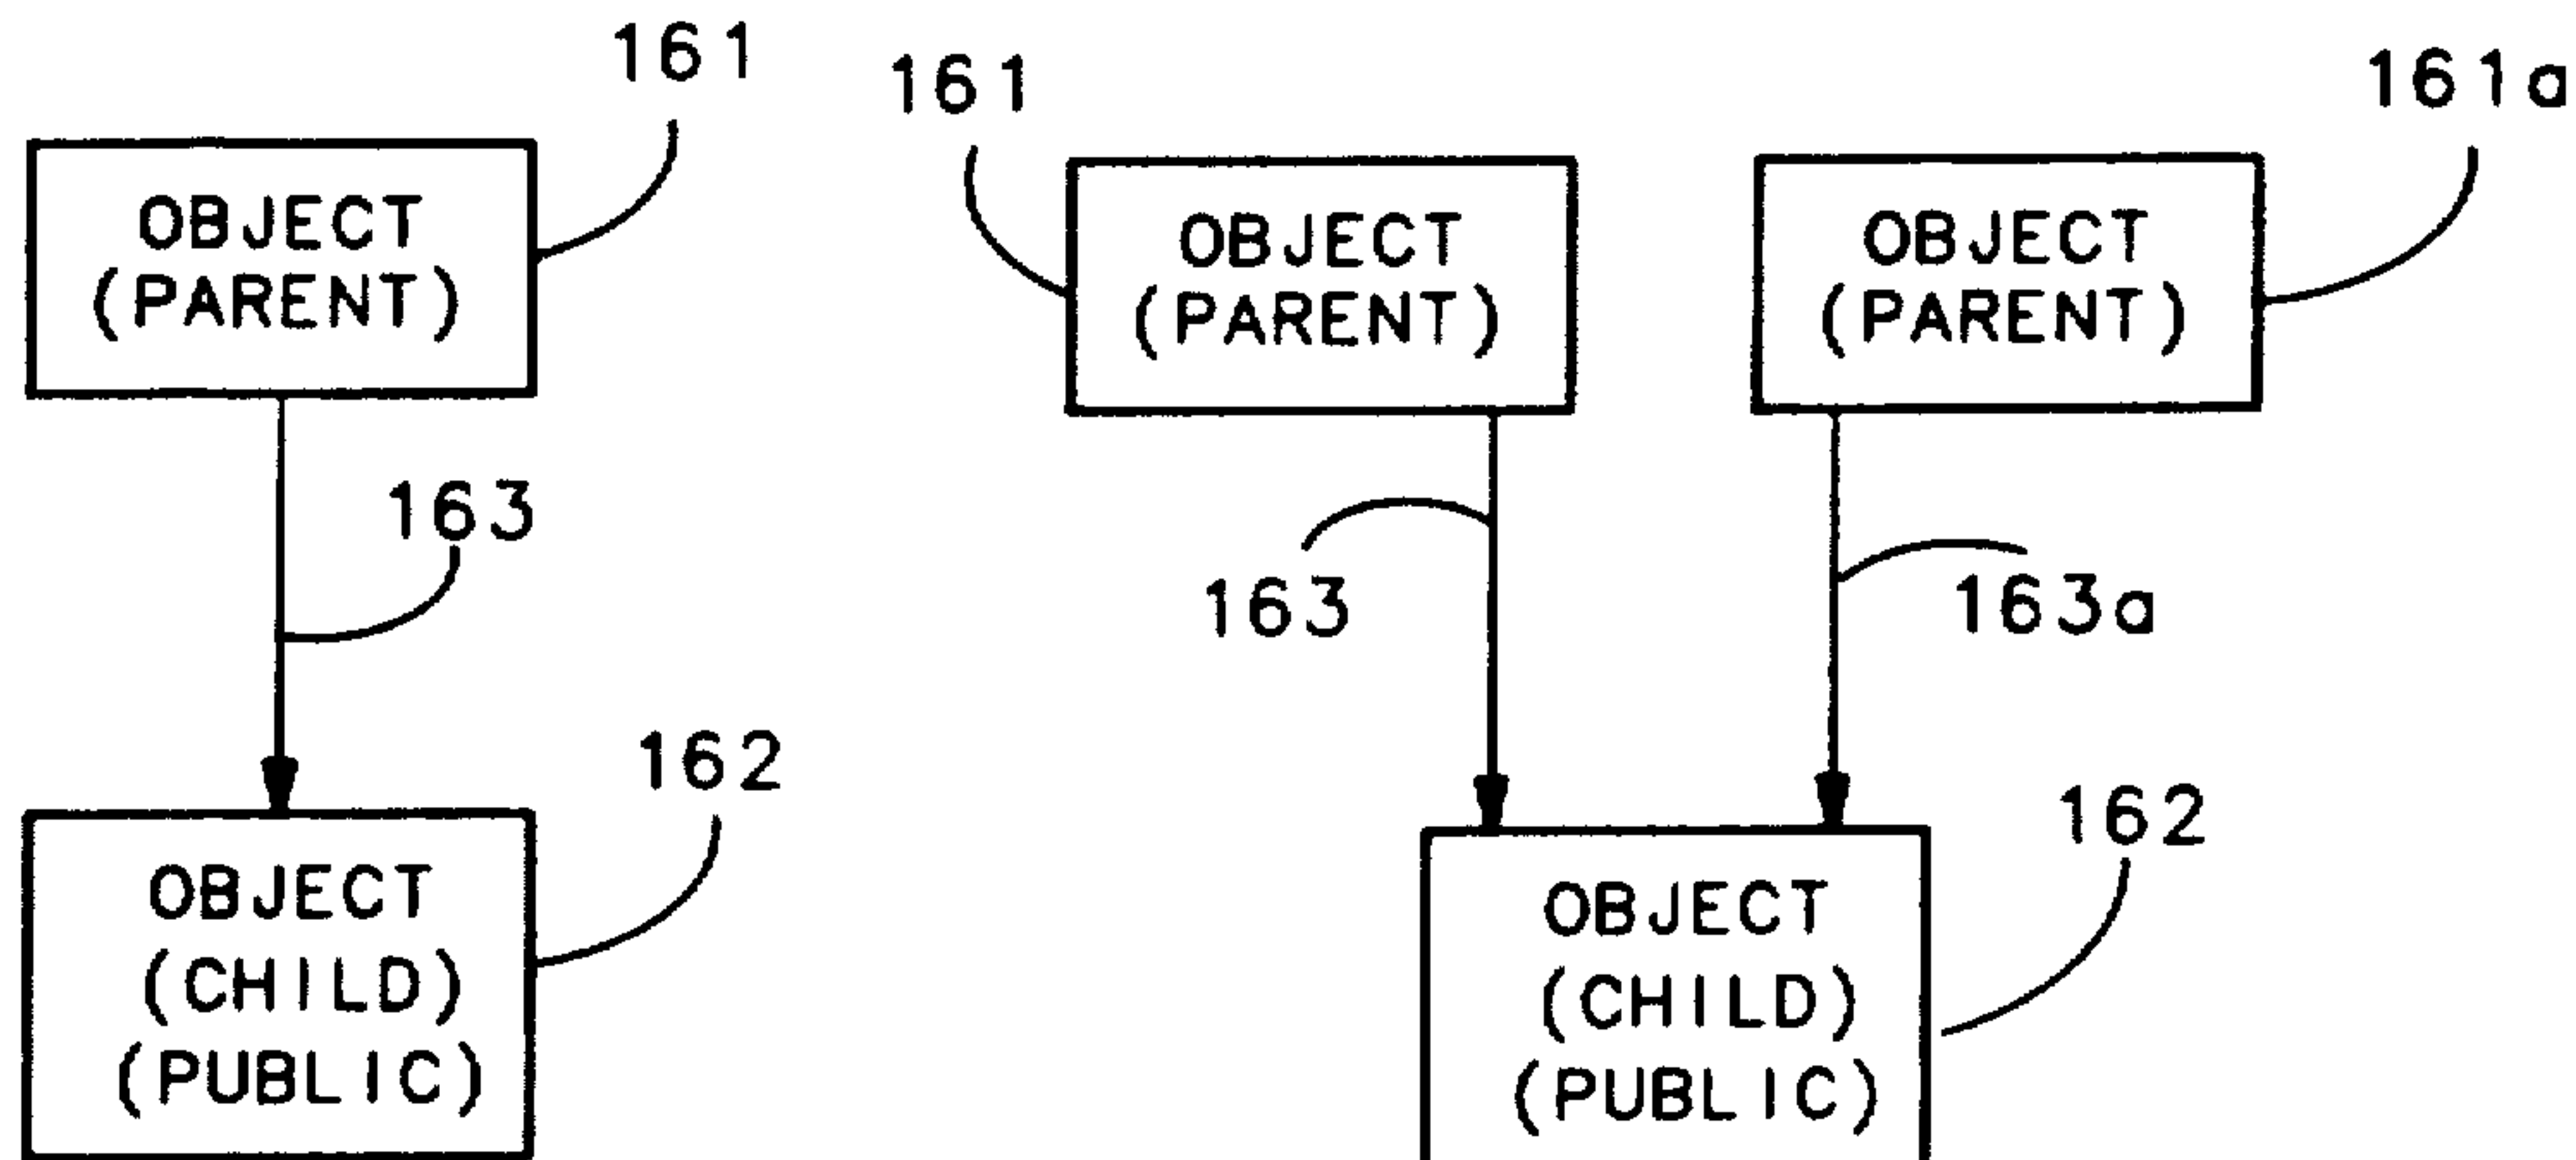 161
OBJECT
(PARENT)
163
162
OBJECT
(CHILD)
(PUBLIC)
161
OBJECT
(PARENT)
161a
OBJECT
(PARENT)
163
163a
162
OBJECT
(CHILD)
(PUBLIC)